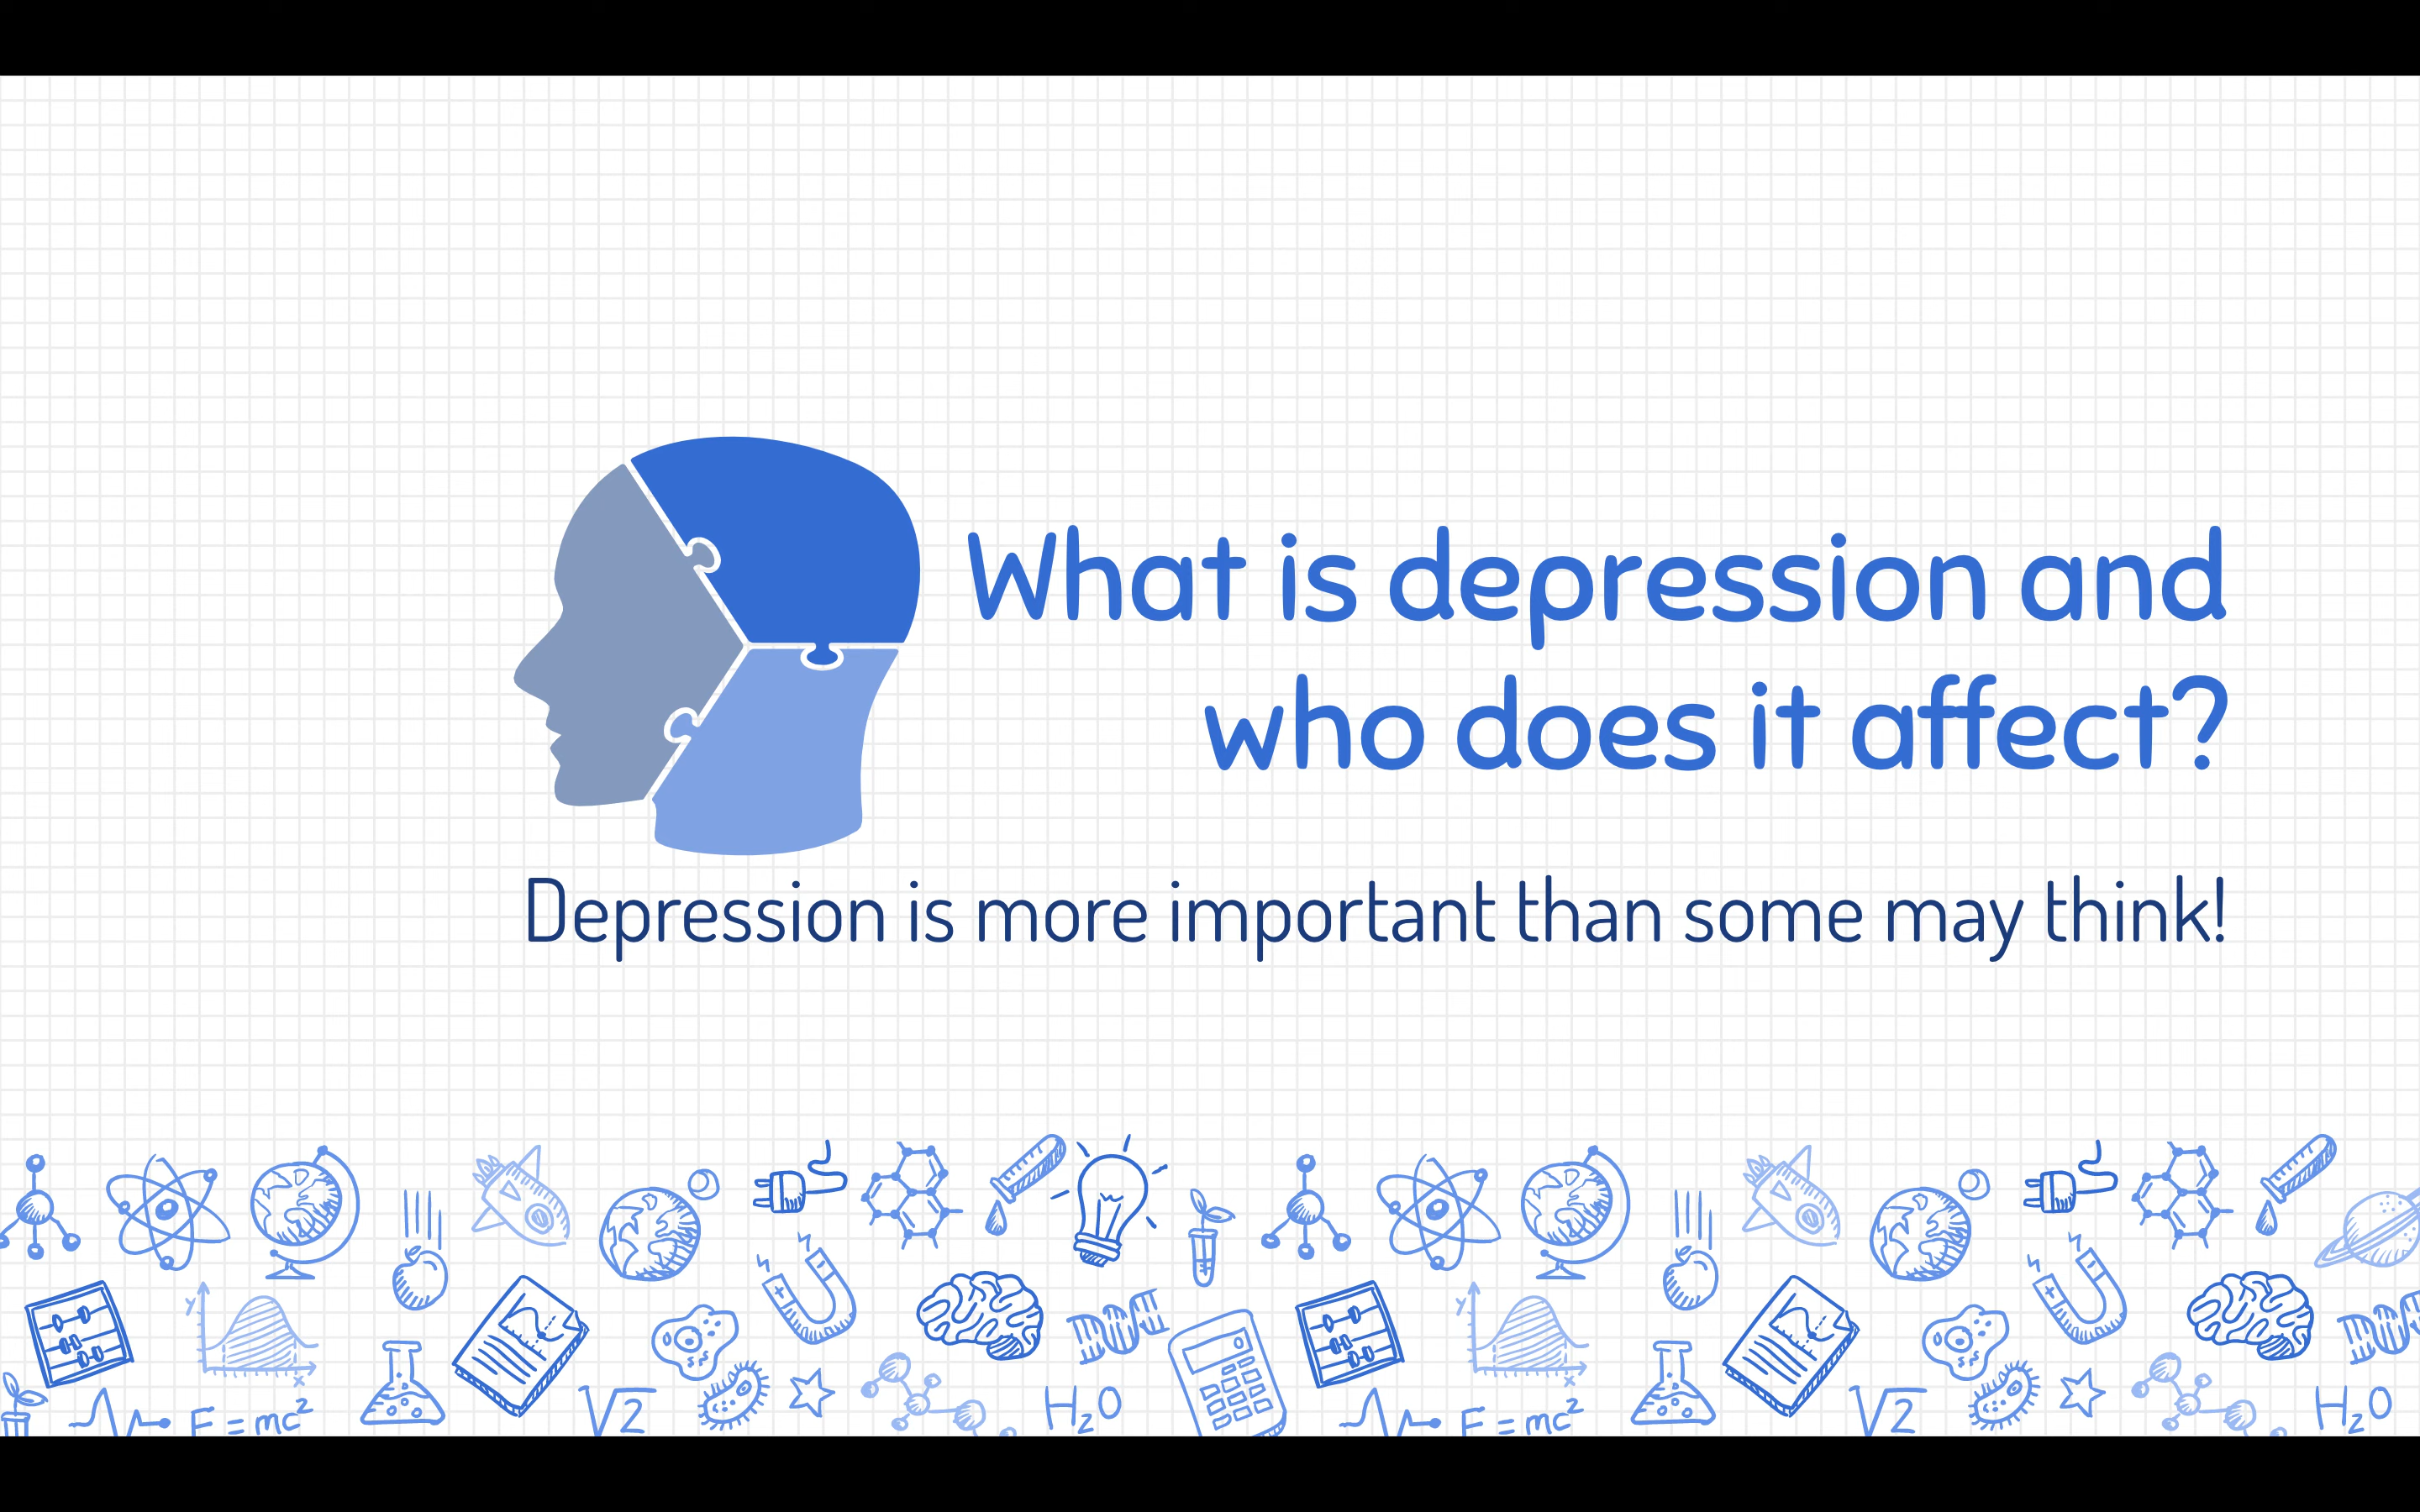 What is depression and
who does it affect?
Depression is more important than some may think!
y
x
E=mc²
√2
H₂O
y
x
E=mc²
√2
H₂O